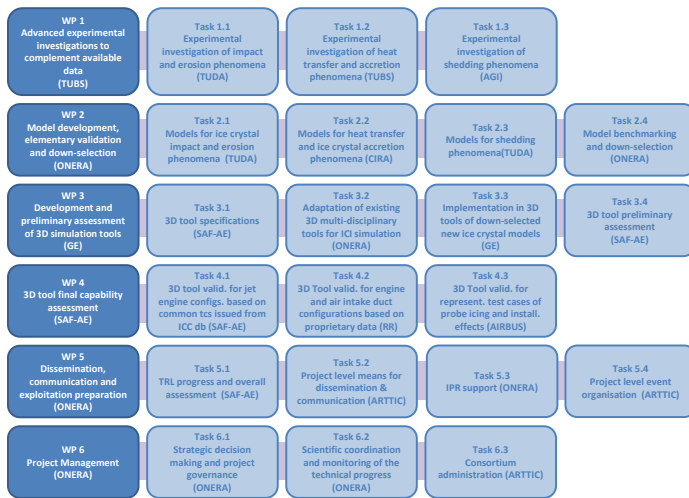 WP 1
Advanced experimental
investigations to
complement available
data
(TUBS)
Task 1.1
Experimental
investigation of impact
and erosion phenomena
(TUDA)
Task 1.2
Experimental
investigation of heat
transfer and accretion
phenomena (TUBS)
Task 1.3
Experimental
investigation of
shedding phenomena
(AGI)
WP 2
Model development,
elementary validation
and down-selection
(ONERA)
Task 2.1
Models for ice crystal
impact and erosion
phenomena (TUDA)
Task 2.2
Models for heat transfer
and ice crystal accretion
phenomena (CIRA)
Task 2.3
Models for shedding
phenomena(TUDA)
Task 2.4
Model benchmarking
and down-selection
(ONERA)
WP 3
Development and
preliminary assessment
of 3D simulation tools
(GE)
Task 3.1
3D tool specifications
(SAF-AE)
Task 3.2
Adaptation of existing
3D multi-disciplinary
tools for ICI simulation
(ONERA)
Task 3.3
Implementation in 3D
tools of down-selected
new ice crystal models
(GE)
Task 3.4
3D tool preliminary
assessment
(SAF-AE)
WP 4
3D tool final capability
assessment
(SAF-AE)
Task 4.1
3D tool valid. for jet
engine configs. based on
common tcs issued from
ICC db (SAF-AE)
Task 4.2
3D Tool valid. for engine
and air intake duct
configurations based on
proprietary data (RR)
Task 4.3
3D Tool valid. for
represent. test cases of
probe icing and install.
effects (AIRBUS)
WP 5
Dissemination,
communication and
exploitation preparation
(ONERA)
Task 5.1
TRL progress and overall
assessment (SAF-AE)
Task 5.2
Project level means for
dissemination &
communication (ARTTIC)
Task 5.3
IPR support (ONERA)
Task 5.4
Project level event
organisation (ARTTIC)
WP 6
Project Management
(ONERA)
Task 6.1
Strategic decision
making and project
governance
(ONERA)
Task 6.2
Scientific coordination
and monitoring of the
technical progress
(ONERA)
Task 6.3
Consortium
administration (ARTTIC)